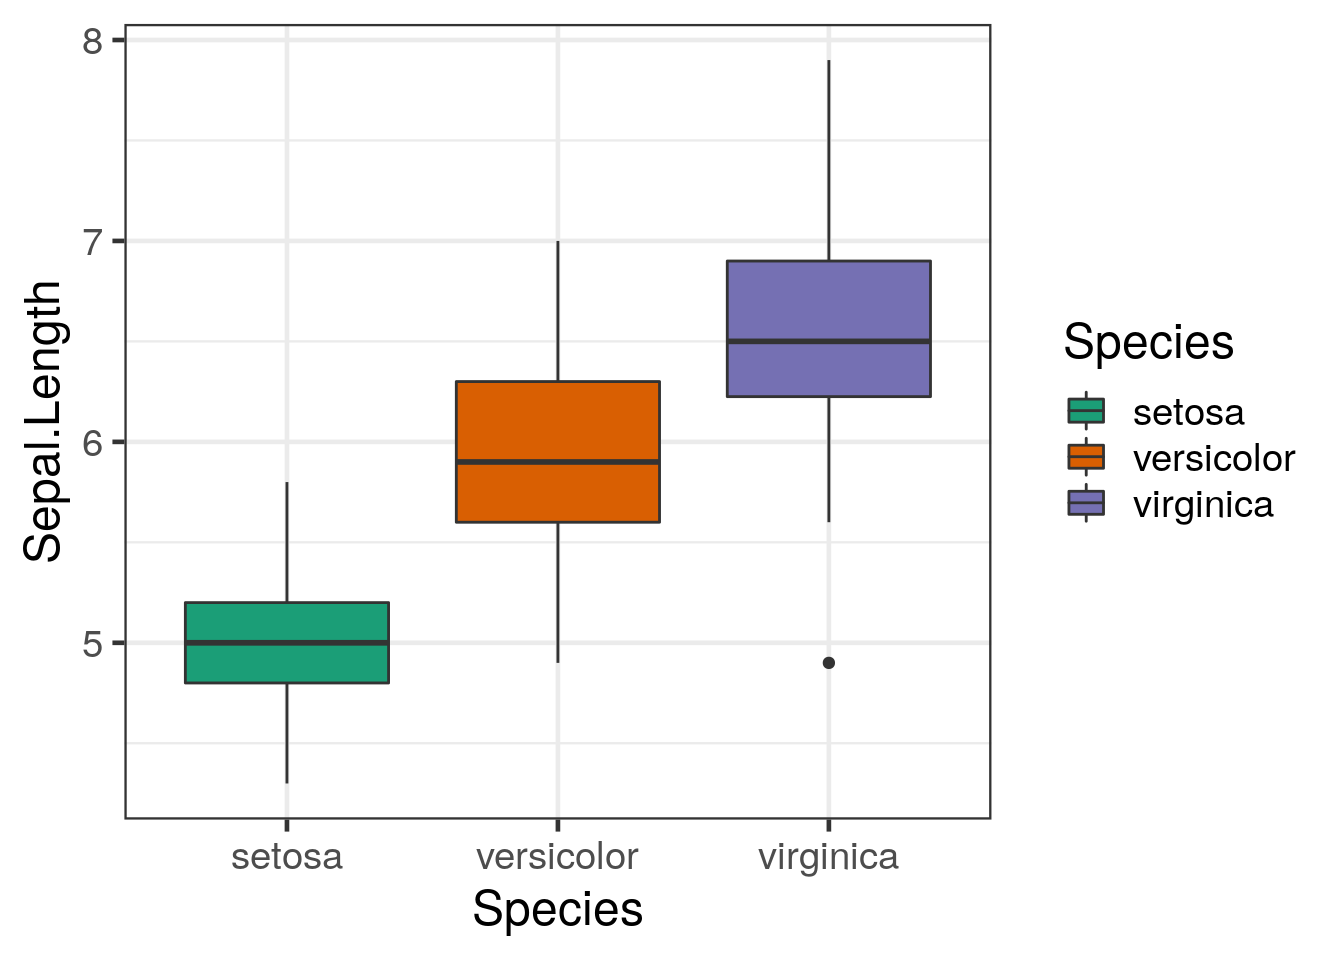 Sepal.Length
8
7
6
5
setosa
versicolor
virginica
Species
Species
setosa
versicolor
virginica